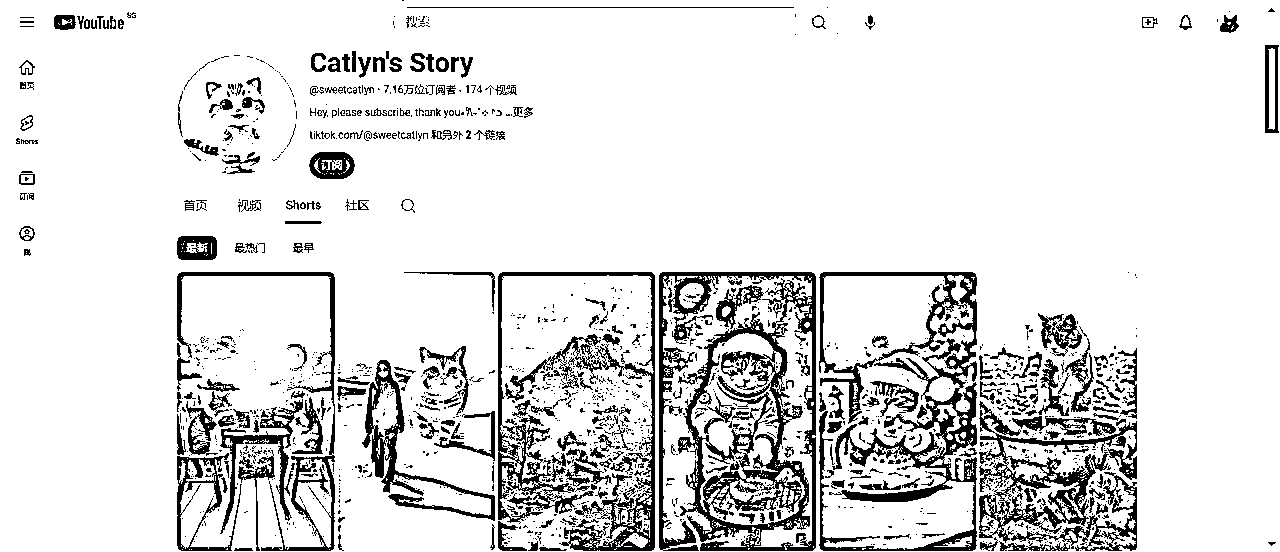 YouTube SG
搜索
首页
Shorts
订阅
我
Catlyn's Story
@sweetcatlyn · 7.16万位订阅者 · 174 个视频
Hey, please subscribe, thank you ...更多
tiktok.com/@sweetcatlyn 和另外 2 个链接
订阅
首页 视频 Shorts 社区
最新 最热门 最早